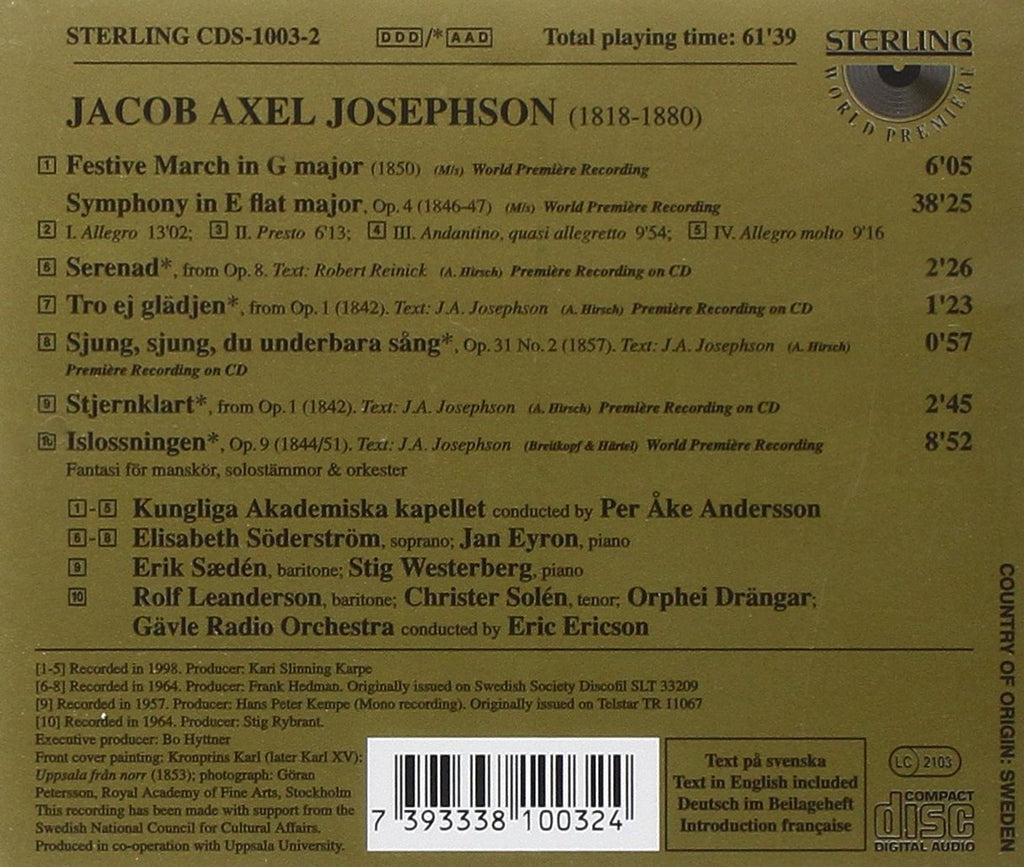 STERLING CDS-1003-2 DDD/*AAD Total playing time: 61'39
STERLING
WORLD PREMIERE
JACOB AXEL JOSEPHSON (1818-1880)
1 Festive March in G major (1850) (M/s) World Première Recording 6'05
Symphony in E flat major, Op. 4 (1846-47) (M/s) World Première Recording 38'25
2 I. Allegro 13'02; 3 II. Presto 6'13; 4 III. Andantino, quasi allegretto 9'54; 5 IV. Allegro molto 9'16
6 Serenad*, from Op. 8. Text: Robert Reinick (A. Hirsch) Première Recording on CD 2'26
7 Tro ej glädjen*, from Op. 1 (1842). Text: J.A. Josephson (A. Hirsch) Première Recording on CD 1'23
8 Sjung, sjung, du underbara sång*, Op. 31 No. 2 (1857). Text: J.A. Josephson (A. Hirsch) 0'57
Première Recording on CD
9 Stjernklart*, from Op. 1 (1842). Text: J.A. Josephson (A. Hirsch) Première Recording on CD 2'45
10 Islossningen*, Op. 9 (1844/51). Text: J.A. Josephson (Breitkopf & Härtel) World Première Recording 8'52
Fantasi för manskör, solostämmor & orkester
1-5 Kungliga Akademiska kapellet conducted by Per Åke Andersson
6-8 Elisabeth Söderström, soprano; Jan Eyron, piano
9 Erik Sædén, baritone; Stig Westerberg, piano
10 Rolf Leanderson, baritone; Christer Solén, tenor; Orphei Drängar;
Gävle Radio Orchestra conducted by Eric Ericson
[1-5] Recorded in 1998. Producer: Kari Slinning Karpe
[6-8] Recorded in 1964. Producer: Frank Hedman. Originally issued on Swedish Society Discofil SLT 33209
[9] Recorded in 1957. Producer: Hans Peter Kempe (Mono recording). Originally issued on Telstar TR 11067
[10] Recorded in 1964. Producer: Stig Rybrant.
Executive producer: Bo Hyttner
Front cover painting: Kronprins Karl (later Karl XV):
Uppsala från norr (1853); photograph: Göran
Petersson, Royal Academy of Fine Arts, Stockholm
This recording has been made with support from the
Swedish National Council for Cultural Affairs.
Produced in co-operation with Uppsala University.
7 393338 100324
Text på svenska
Text in English included
Deutsch im Beilageheft
Introduction française
LC 2103
COMPACT
disc
DIGITAL AUDIO
COUNTRY OF ORIGIN: SWEDEN